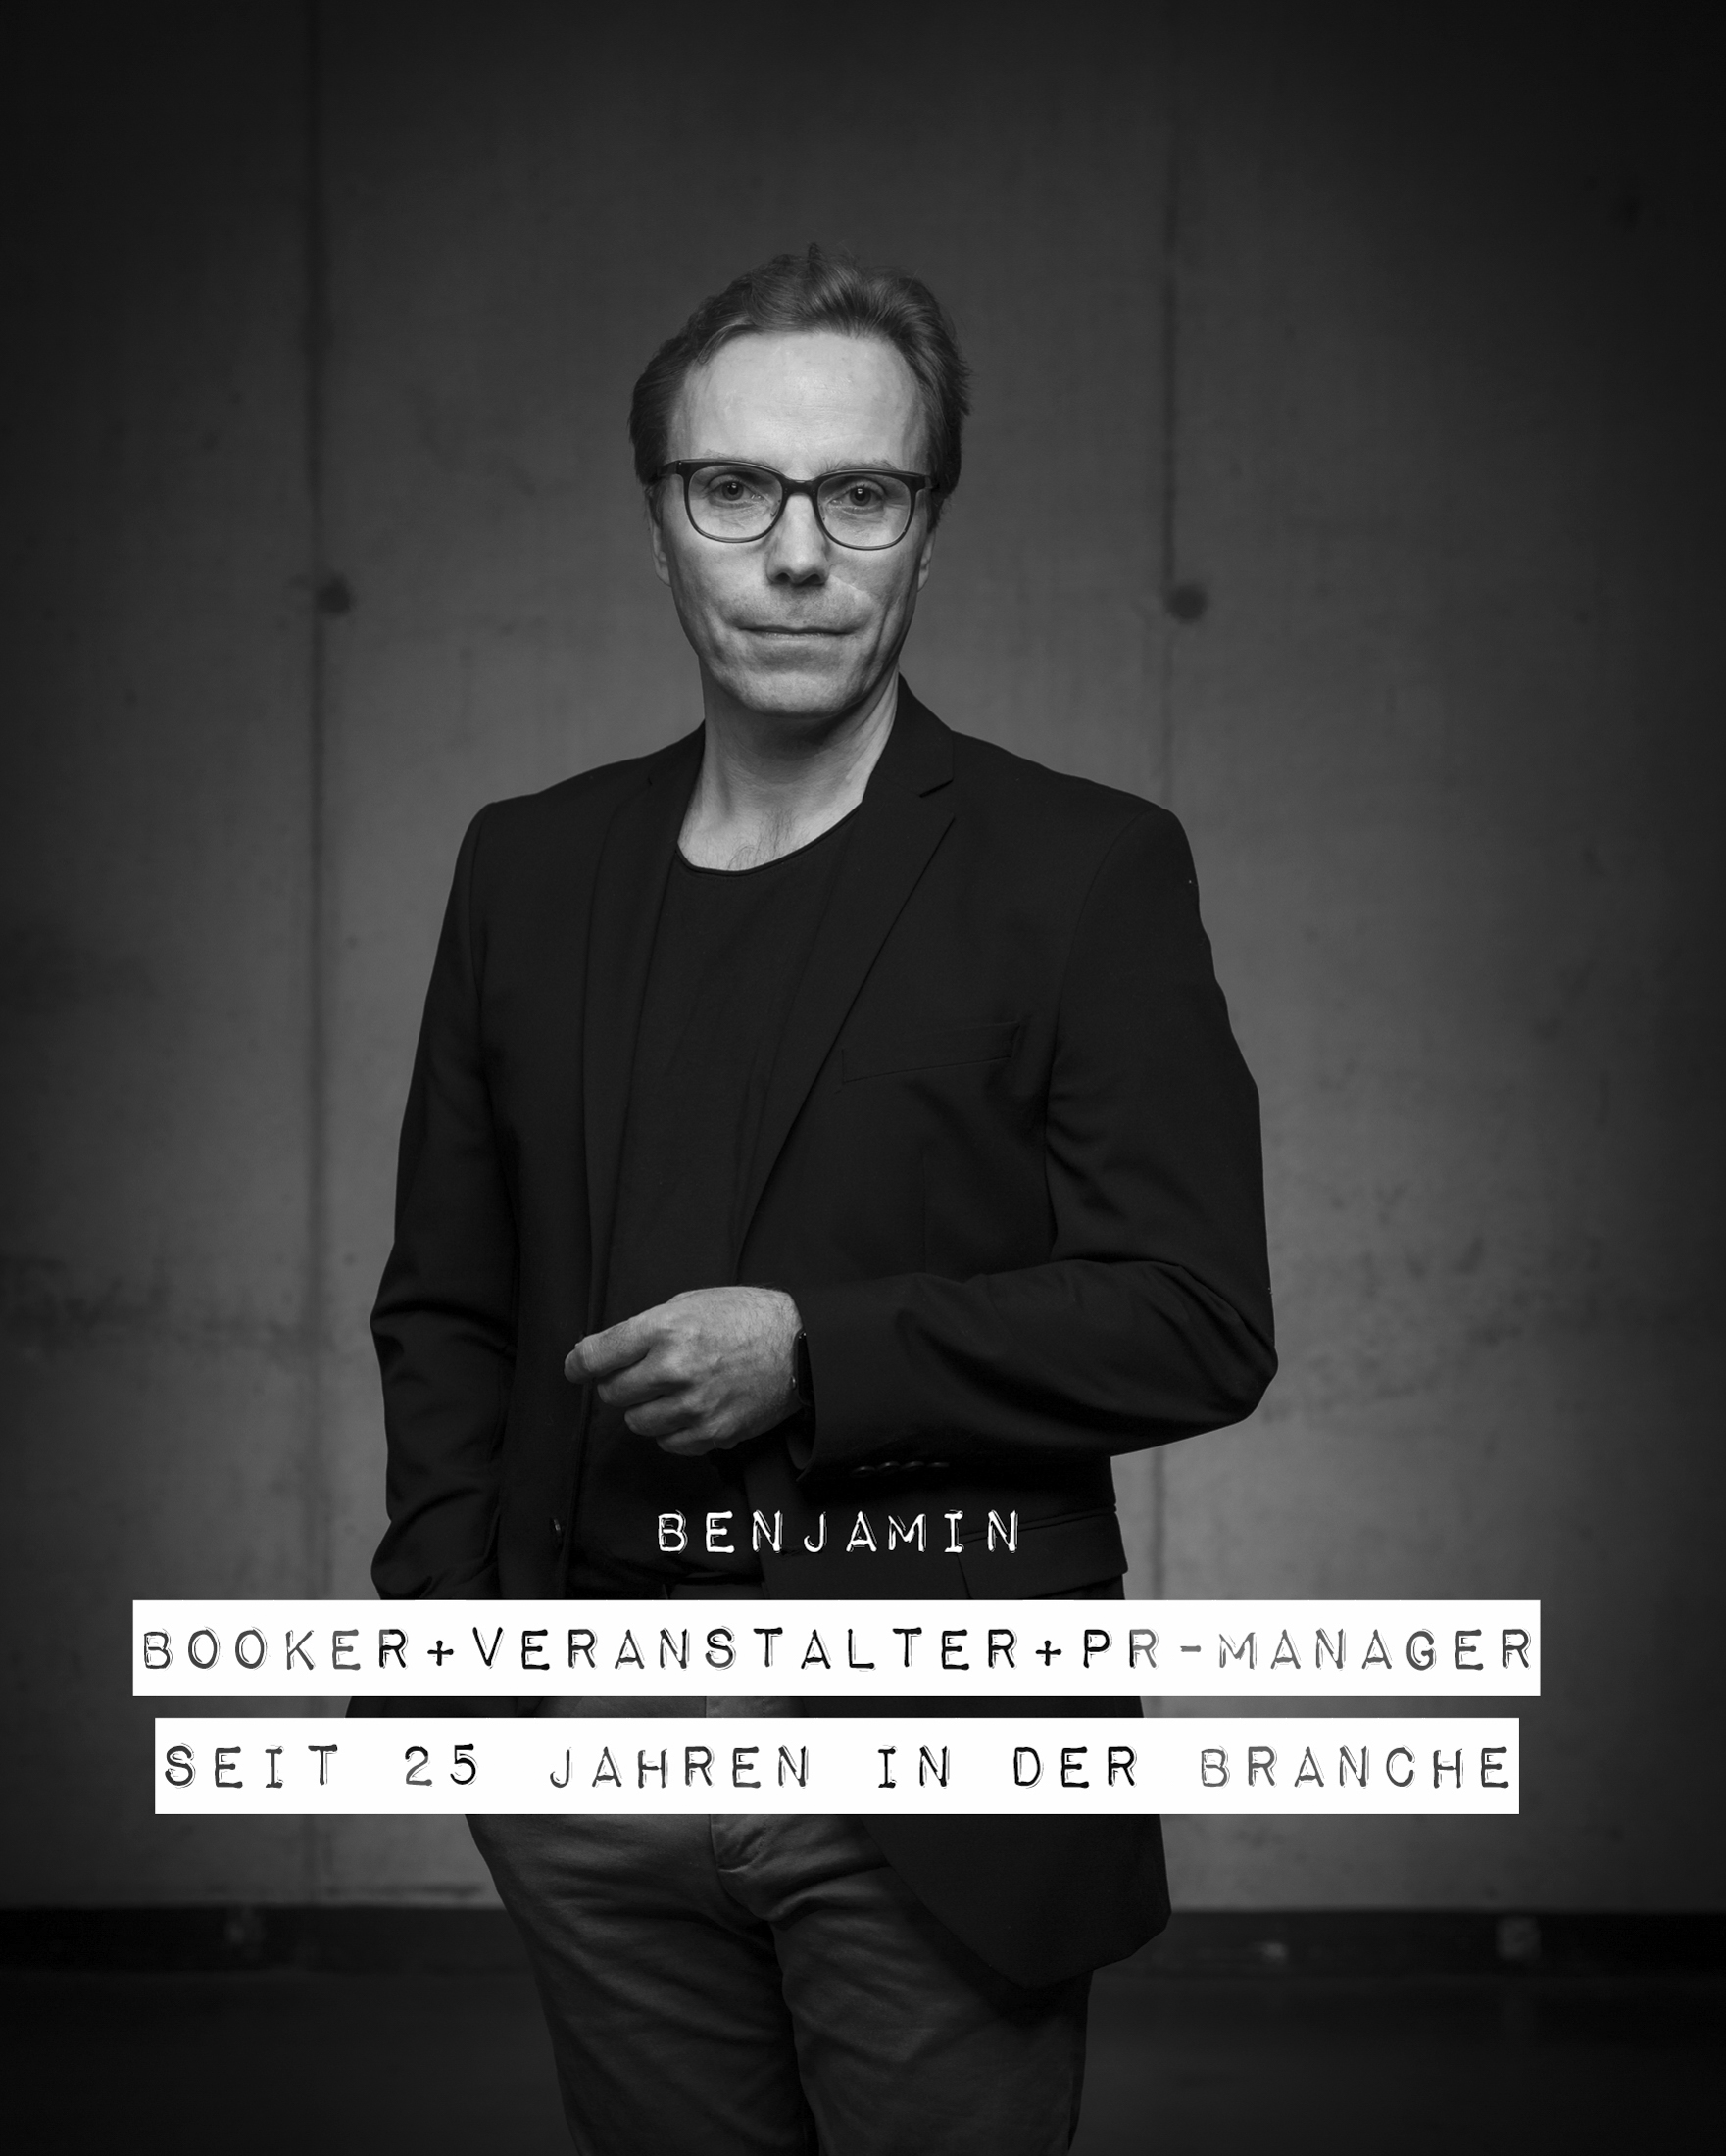 BENJAMIN
BOOKER+VERANSTALTER+PR-MANAGER
SEIT 25 JAHREN IN DER BRANCHE